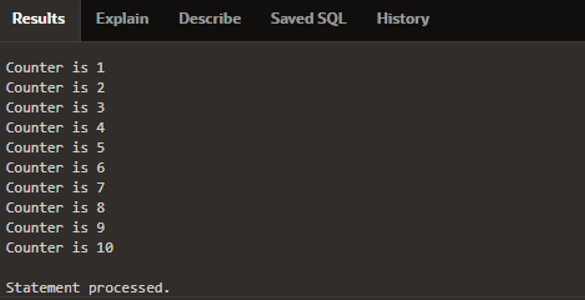 Results Explain Describe Saved SQL History
Counter is 1
Counter is 2
Counter is 3
Counter is 4
Counter is 5
Counter is 6
Counter is 7
Counter is 8
Counter is 9
Counter is 10
Statement processed.